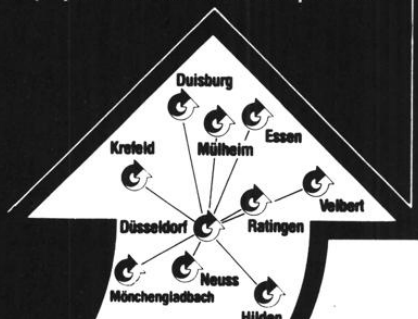 Duisburg
Essen
Mülheim
Krefeld
Velbert
Düsseldorf
Ratingen
Neuss
Mönchengladbach
Hilden